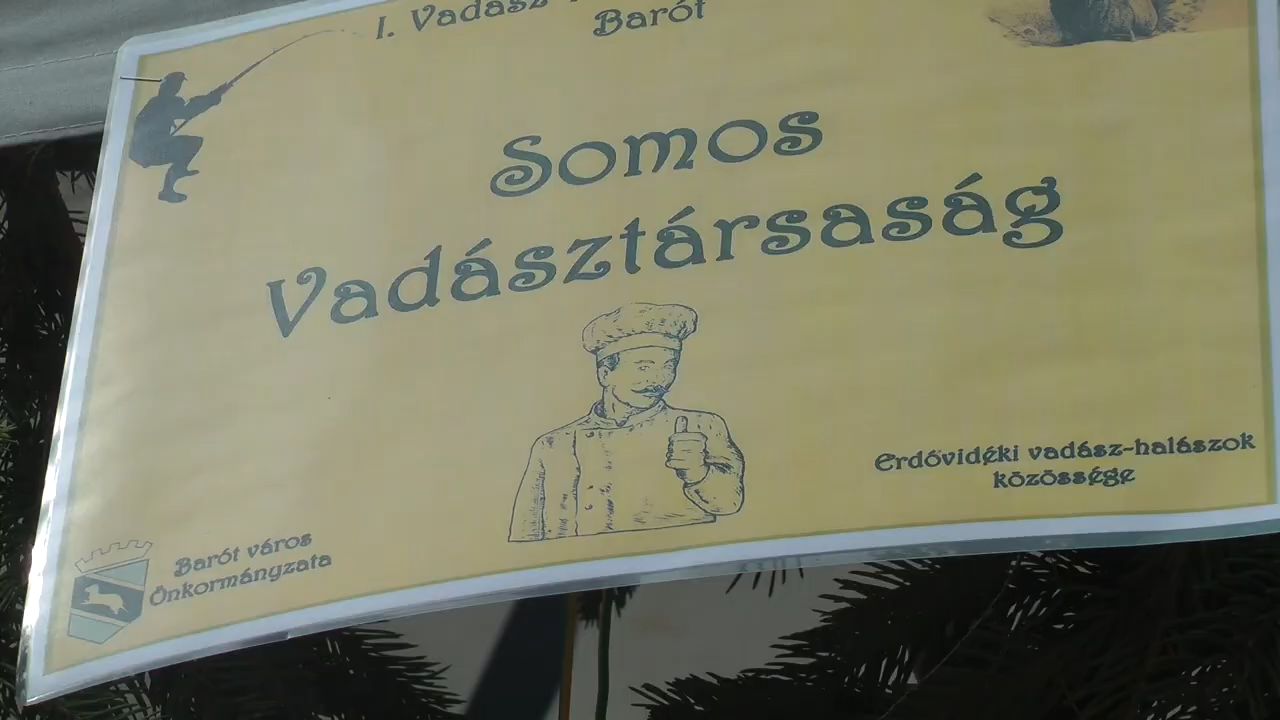 I. Vadász
Barót
Somos
Vadásztársaság
Erdővidéki vadász-halászok
közössége
Barót város
Önkormányzata